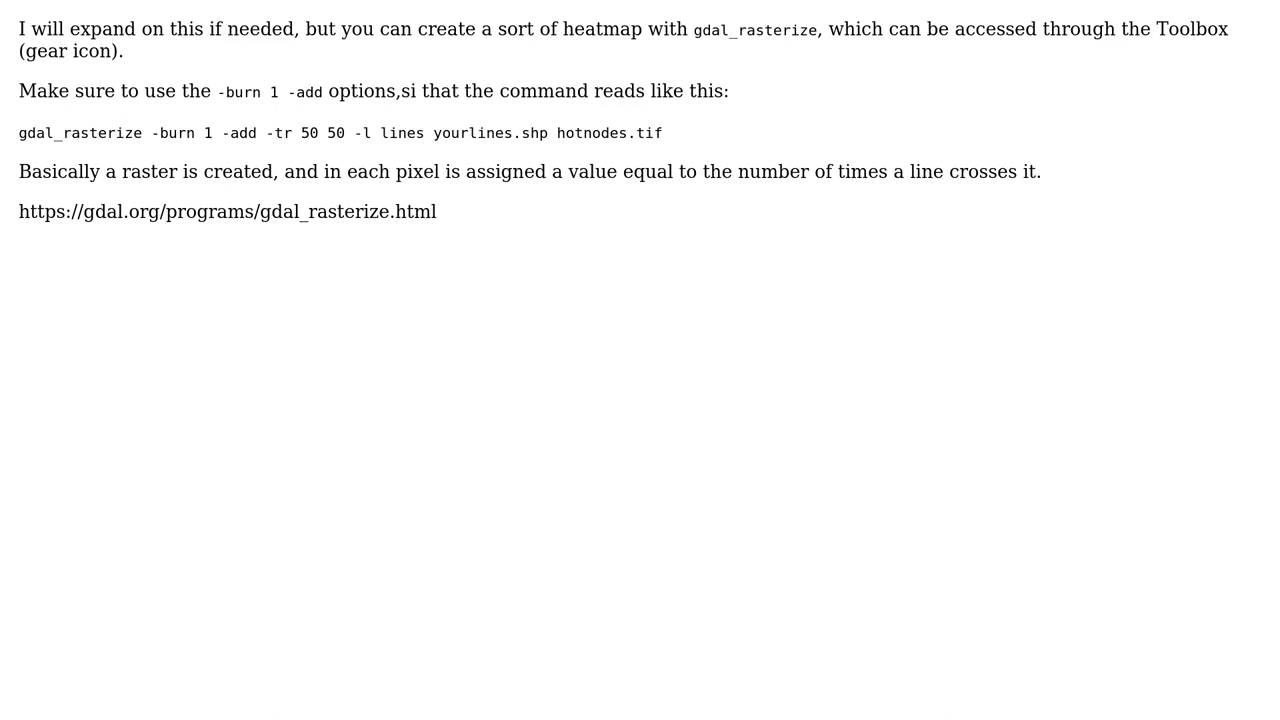 I will expand on this if needed, but you can create a sort of heatmap with gdal_rasterize, which can be accessed through the Toolbox
(gear icon).
Make sure to use the -burn 1 -add options,si that the command reads like this:
gdal_rasterize -burn 1 -add -tr 50 50 -l lines yourlines.shp hotnodes.tif
Basically a raster is created, and in each pixel is assigned a value equal to the number of times a line crosses it.
https://gdal.org/programs/gdal_rasterize.html